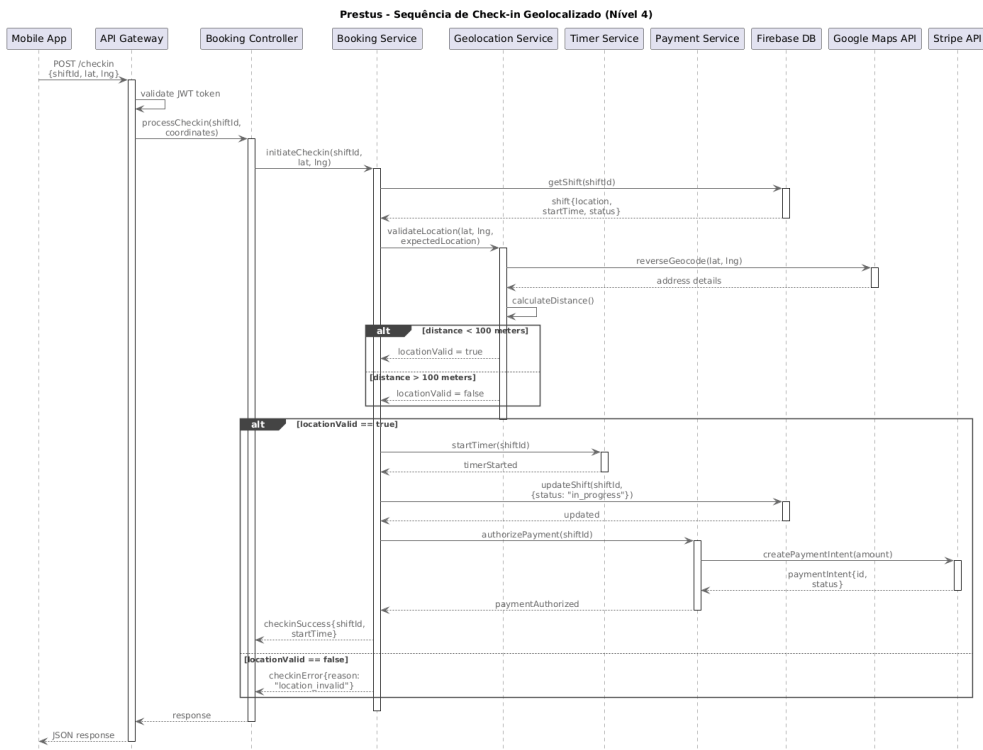 Prestus - Sequência de Check-in Geolocalizado (Nível 4)
Mobile App
API Gateway
Booking Controller
Booking Service
Geolocation Service
Timer Service
Payment Service
Firebase DB
Google Maps API
Stripe API
POST /checkin
{shiftId, lat, lng}
validate JWT token
processCheckin(shiftId,
coordinates)
initiateCheckin(shiftId,
lat, lng)
getShift(shiftId)
shift{location,
startTime, status}
validateLocation(lat, lng,
expectedLocation)
reverseGeocode(lat, lng)
address details
calculateDistance()
alt
[distance < 100 meters]
locationValid = true
[distance > 100 meters]
locationValid = false
alt
[locationValid == true]
startTimer(shiftId)
timerStarted
updateShift(shiftId,
{status: "in_progress"})
updated
authorizePayment(shiftId)
createPaymentIntent(amount)
paymentIntent{id,
status}
paymentAuthorized
checkinSuccess{shiftId,
startTime}
[locationValid == false]
checkinError{reason:
"location_invalid"}
response
JSON response